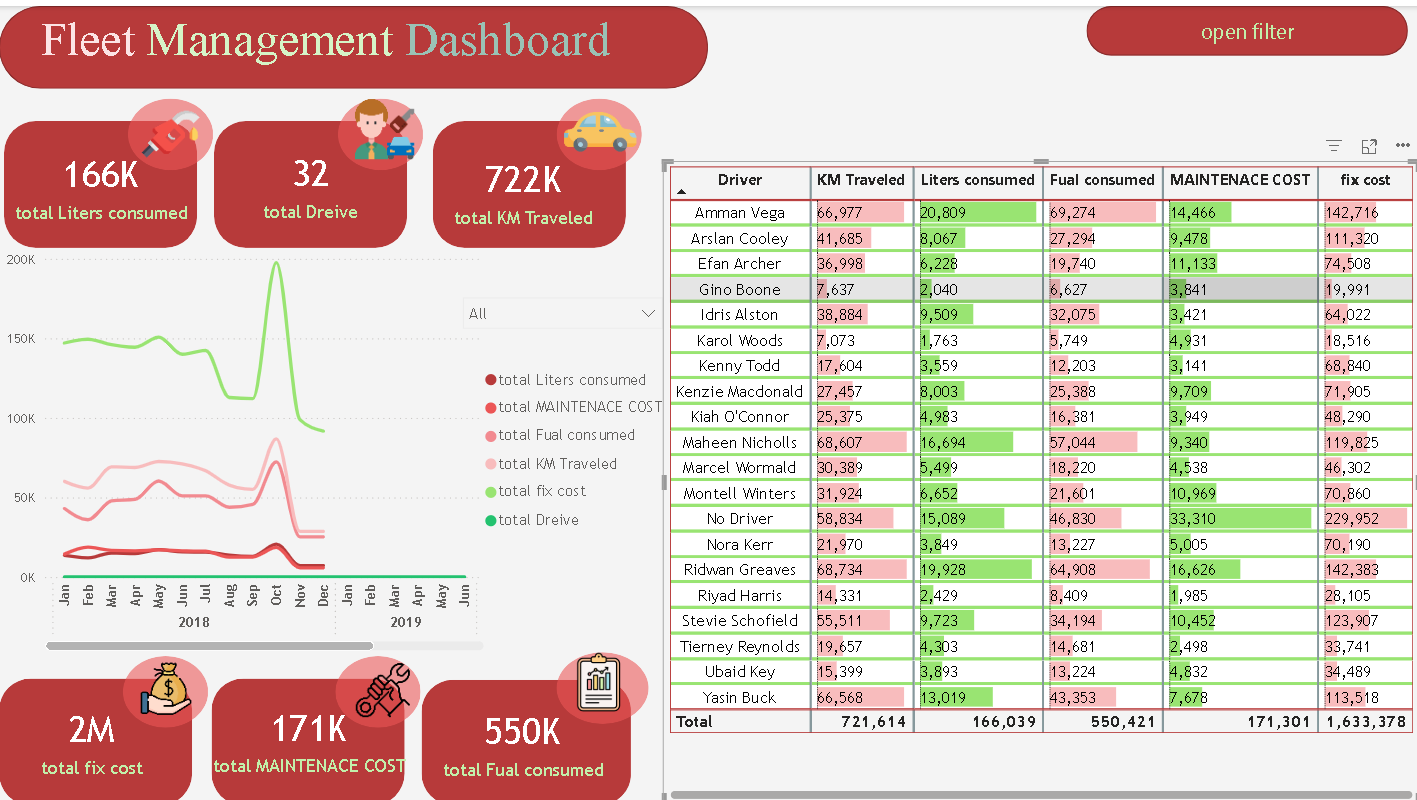 Fleet Management Dashboard
open filter
166K
total Liters consumed
32
total Dreive
722K
total KM Traveled
200K
150K
100K
50K
0K
Jan Feb Mar Apr May Jun Jul Aug Sep Oct Nov Dec Jan Feb Mar Apr May Jun
2018 2019
All
total Liters consumed
total MAINTENACE COST
total Fual consumed
total KM Traveled
total fix cost
total Dreive
2M
total fix cost
171K
total MAINTENACE COST
550K
total Fual consumed
Driver KM Traveled Liters consumed Fual consumed MAINTENACE COST fix cost
Amman Vega 66,977 20,809 69,274 14,466 142,716
Arslan Cooley 41,685 8,067 27,294 9,478 111,320
Efan Archer 36,998 6,228 19,740 11,133 74,508
Gino Boone 7,637 2,040 6,627 3,841 19,991
Idris Alston 38,884 9,509 32,075 3,421 64,022
Karol Woods 7,073 1,763 5,749 4,931 18,516
Kenny Todd 17,604 3,559 12,203 3,141 68,840
Kenzie Macdonald 27,457 8,003 25,388 9,709 71,905
Kiah O'Connor 25,375 4,983 16,381 3,949 48,290
Maheen Nicholls 68,607 16,694 57,044 9,340 119,825
Marcel Wormald 30,389 5,499 18,220 4,538 46,302
Montell Winters 31,924 6,652 21,601 10,969 70,860
No Driver 58,834 15,089 46,830 33,310 229,952
Nora Kerr 21,970 3,849 13,227 5,005 70,190
Ridwan Greaves 68,734 19,928 64,908 16,626 142,383
Riyad Harris 14,331 2,429 8,409 1,985 28,105
Stevie Schofield 55,511 9,723 34,194 10,452 123,907
Tierney Reynolds 19,657 4,303 14,681 2,498 33,741
Ubaid Key 15,399 3,893 13,224 4,832 34,489
Yasin Buck 66,568 13,019 43,353 7,678 113,518
Total 721,614 166,039 550,421 171,301 1,633,378